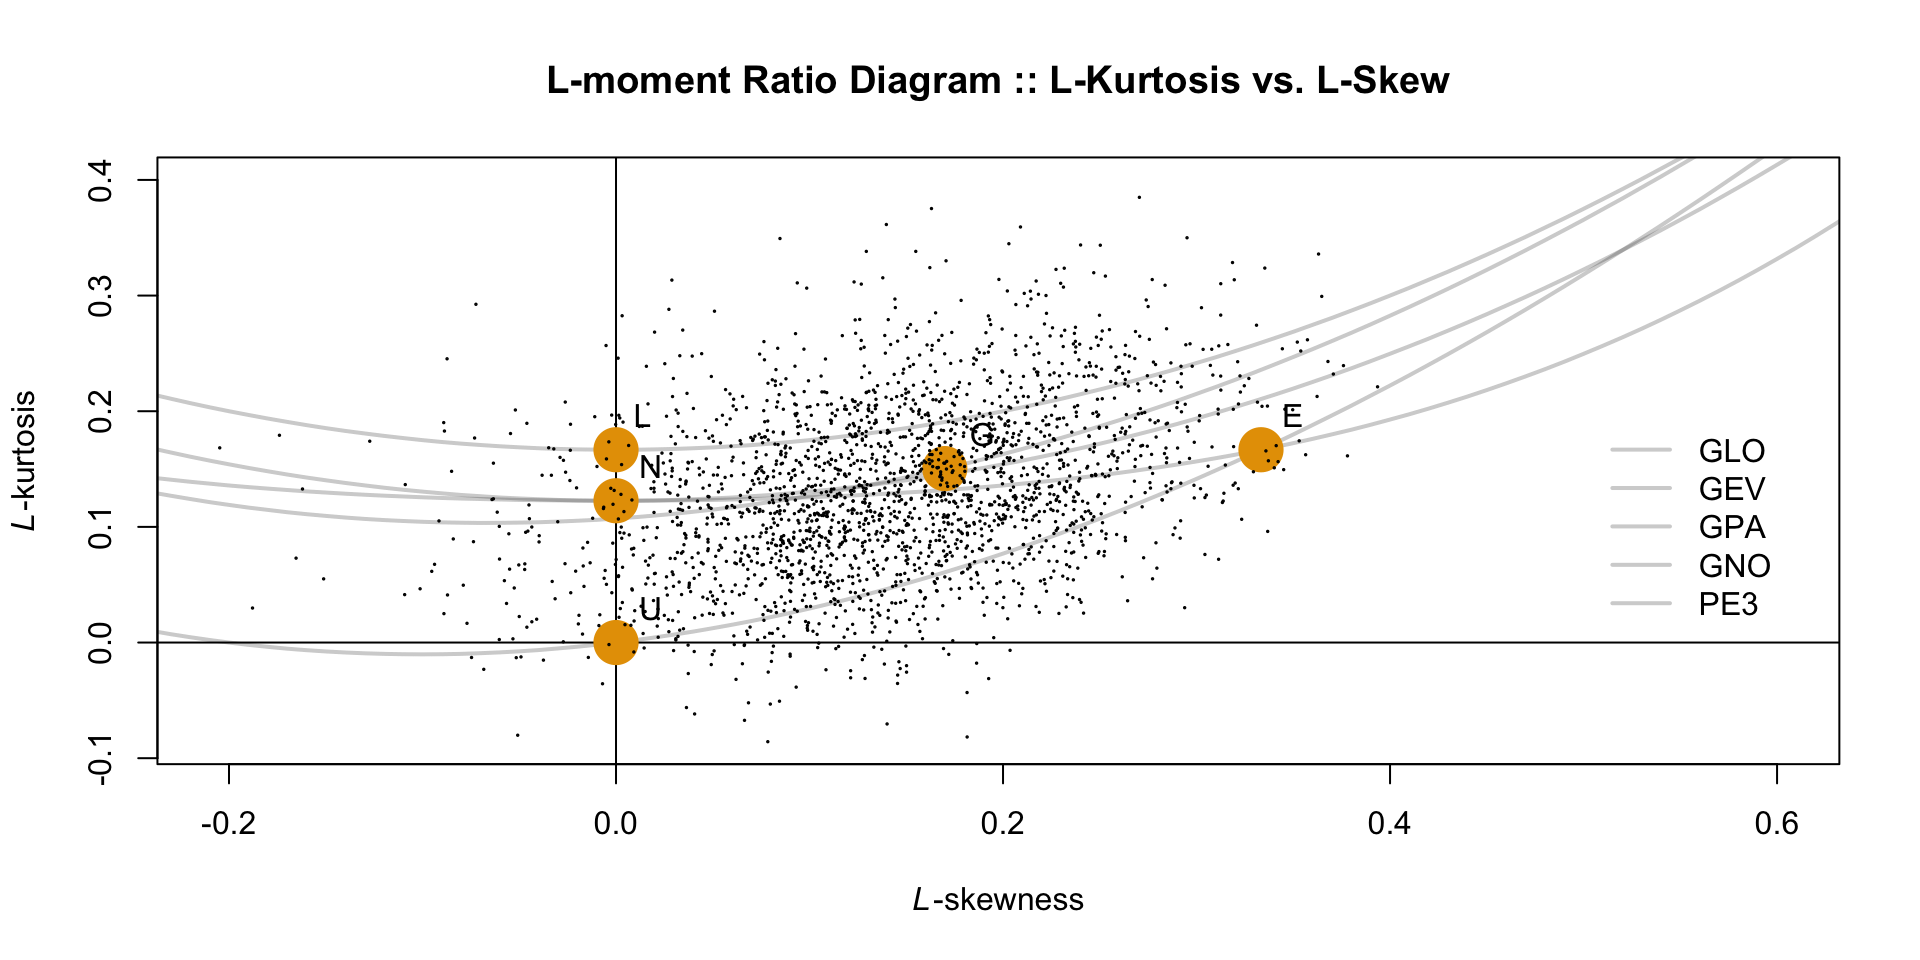 L-moment Ratio Diagram :: L-Kurtosis vs. L-Skew
L-kurtosis
0.4
0.3
0.2
0.1
0.0
-0.1
L
N
G
E
U
GLO
GEV
GPA
GNO
PE3
-0.2
0.0
0.2
0.4
0.6
L-skewness